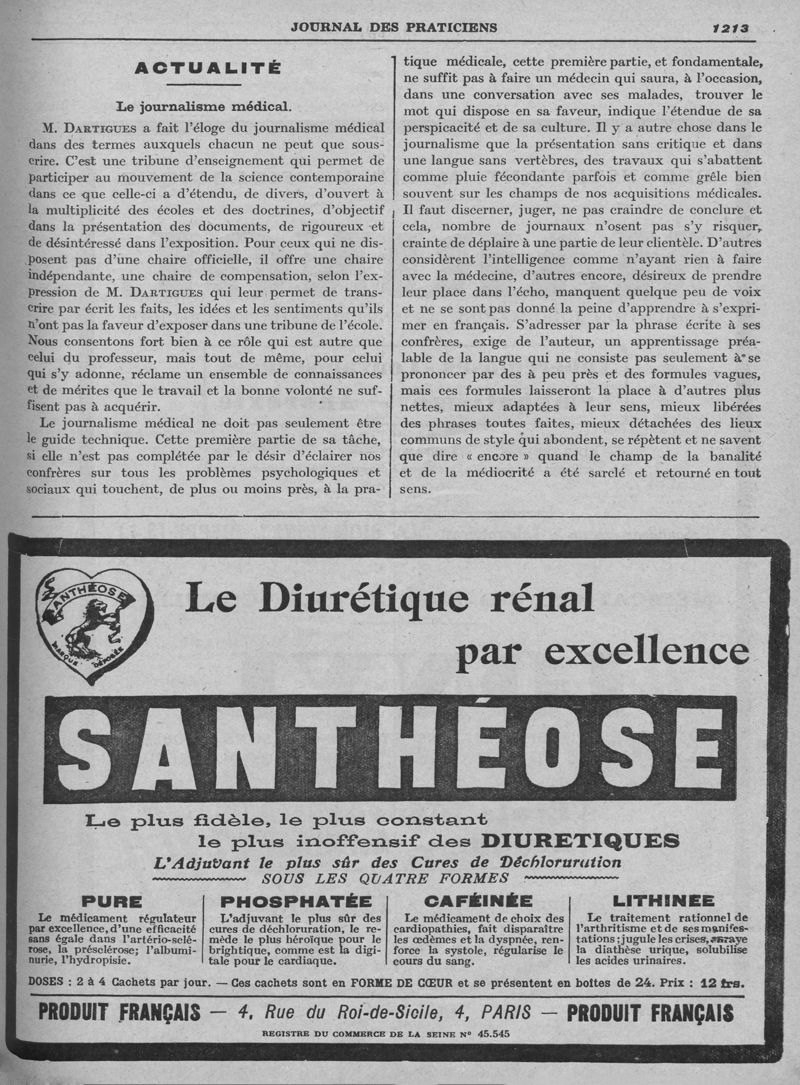 JOURNAL DES PRATICIENS 1213
ACTUALITÉ
Le journalisme médical.
M. DARTIGUES a fait l'éloge du journalisme médical
dans des termes auxquels chacun ne peut que sous-
crire. C'est une tribune d'enseignement qui permet de
participer au mouvement de la science contemporaine
dans ce que celle-ci a d'étendu, de divers, d'ouvert à
la multiplicité des écoles et des doctrines, d'objectif
dans la présentation des documents, de rigoureux et
de désintéressé dans l'exposition. Pour ceux qui ne dis-
posent pas d'une chaire officielle, il offre une chaire
indépendante, une chaire de compensation, selon l'ex-
pression de M. DARTIGUES qui leur permet de trans-
crire par écrit les faits, les idées et les sentiments qu'ils
n'ont pas la faveur d'exposer dans une tribune de l'école.
Nous consentons fort bien à ce rôle qui est autre que
celui du professeur, mais tout de même, pour celui
qui s'y adonne, réclame un ensemble de connaissances
et de mérites que le travail et la bonne volonté ne suf-
fisent pas à acquérir.
Le journalisme médical ne doit pas seulement être
le guide technique. Cette première partie de sa tâche,
si elle n'est pas complétée par le désir d'éclairer nos
confrères sur tous les problèmes psychologiques et
sociaux qui touchent, de plus ou moins près, à la pra-
tique médicale, cette première partie, et fondamentale,
ne suffit pas à faire un médecin qui saura, à l'occasion,
dans une conversation avec ses malades, trouver le
mot qui dispose en sa faveur, indique l'étendue de sa
perspicacité et de sa culture. Il y a autre chose dans le
journalisme que la présentation sans critique et dans
une langue sans vertèbres, des travaux qui s'abattent
comme pluie fécondante parfois et comme grêle bien
souvent sur les champs de nos acquisitions médicales.
Il faut discerner, juger, ne pas craindre de conclure et
cela, nombre de journaux n'osent pas s'y risquer,
crainte de déplaire à une partie de leur clientèle. D'autres
considèrent l'intelligence comme n'ayant rien à faire
avec la médecine, d'autres encore, désireux de prendre
leur place dans l'écho, manquent quelque peu de voix
et ne se sont pas donné la peine d'apprendre à s'expri-
mer en français. S'adresser par la phrase écrite à ses
confrères, exige de l'auteur, un apprentissage préa-
lable de la langue qui ne consiste pas seulement à se
prononcer par des à peu près et des formules vagues,
mais ces formules laisseront la place à d'autres plus
nettes, mieux adaptées à leur sens, mieux libérées
des phrases toutes faites, mieux détachées des lieux
communs de style qui abondent, se répètent et ne savent
que dire « encore » quand le champ de la banalité
et de la médiocrité a été sarclé et retourné en tout
sens.
SANTHÉOSE
MARQUE DÉPOSÉE
Le Diurétique rénal
par excellence
SANTHÉOSE
Le plus fidèle, le plus constant
le plus inoffensif des DIURETIQUES
L'Adjuvant le plus sûr des Cures de Déchloruration
SOUS LES QUATRE FORMES
PURE
Le médicament régulateur
par excellence, d'une efficacité
sans égale dans l'artério-sclé-
rose, la présclérose; l'albumi-
nurie, l'hydropisie.
PHOSPHATÉE
L'adjuvant le plus sûr des
cures de déchloruration, le re-
mède le plus héroïque pour le
brightique, comme est la digi-
tale pour le cardiaque.
CAFÉINÉE
Le médicament de choix des
cardiopathies, fait disparaître
les œdèmes et la dyspnée, ren-
force la systole, régularise le
cours du sang.
LITHINEE
Le traitement rationnel de
l'arthritisme et de ses manifes-
tations; jugule les crises, enraye
la diathèse urique, solubilise
les acides urinaires.
DOSES : 2 à 4 Cachets par jour. — Ces cachets sont en FORME DE CŒUR et se présentent en boîtes de 24. Prix : 12 frs.
PRODUIT FRANÇAIS — 4, Rue du Roi-de-Sicile, 4, PARIS — PRODUIT FRANÇAIS
REGISTRE DU COMMERCE DE LA SEINE N° 45.545